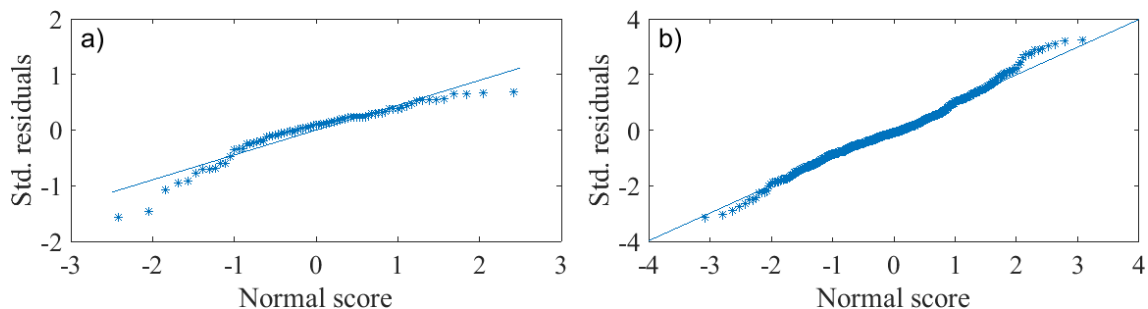 a)
Std. residuals
2
1
0
-1
-2
-3 -2 -1 0 1 2 3
Normal score
b)
Std. residuals
4
2
0
-2
-4
-4 -3 -2 -1 0 1 2 3 4
Normal score